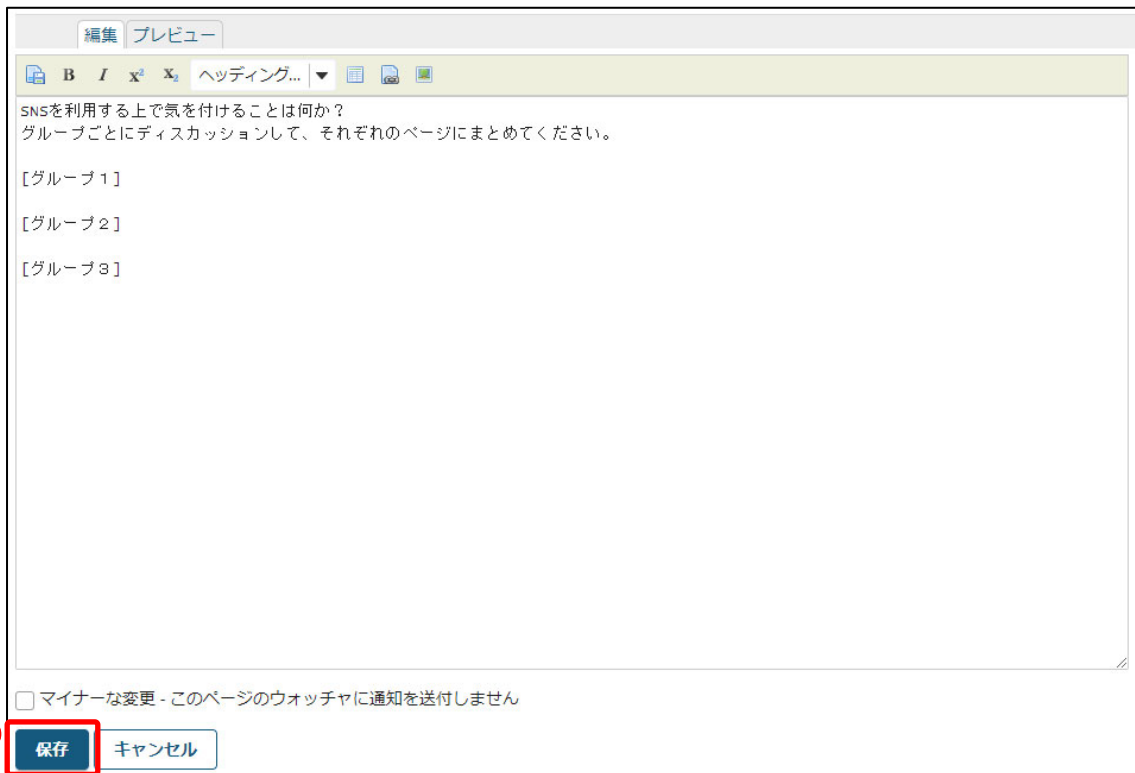 編集 プレビュー
B I x² X₂ ヘッディング...
SNSを利用する上で気を付けることは何か？
グループごとにディスカッションして、それぞれのページにまとめてください。
[グループ１]
[グループ２]
[グループ３]
マイナーな変更 - このページのウォッチャに通知を送付しません
保存 キャンセル